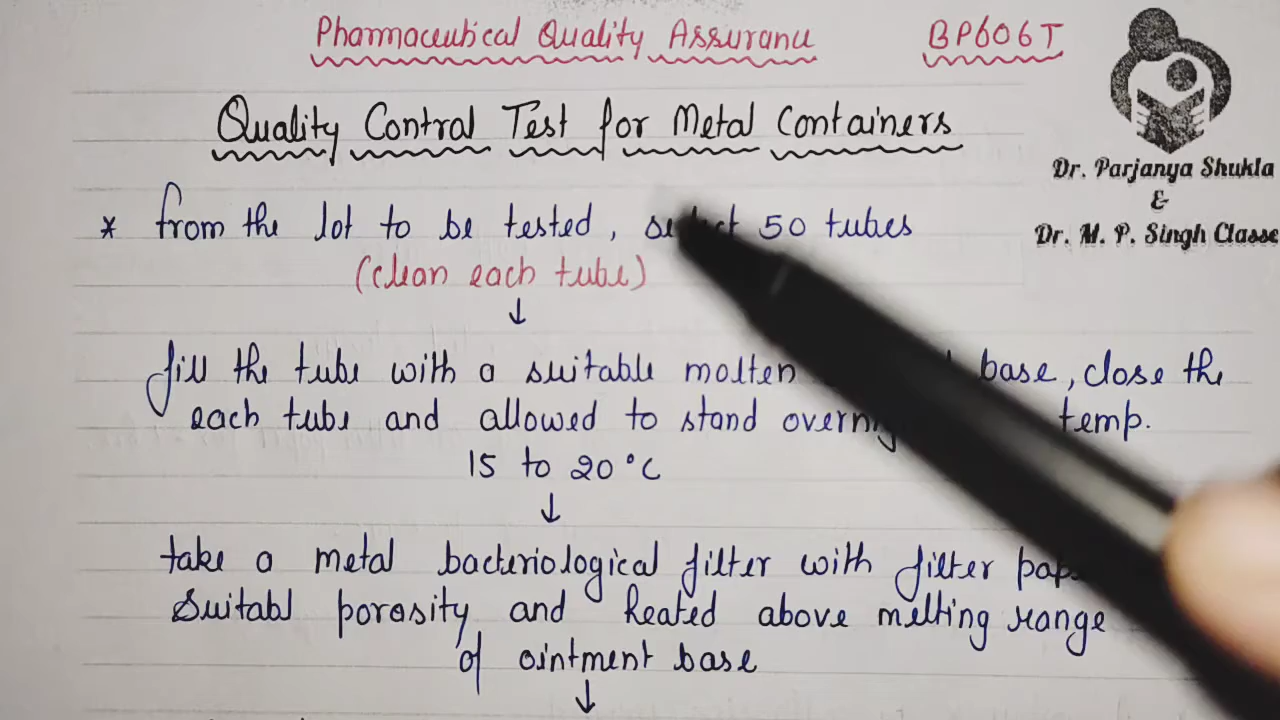 Pharmaceutical Quality Assurance BP606T
Quality Control Test for Metal Containers
Dr. Parjanya Shukla
&
Dr. M. P. Singh Classe
* from the lot to be tested, select 50 tubes
(clean each tube)
↓
fill the tube with a suitable molten base, close the
each tube and allowed to stand temp.
15 to 20°C
↓
take a metal bacteriological filter with filter
Suitabl porosity and heated above melting range
of ointment base
↓